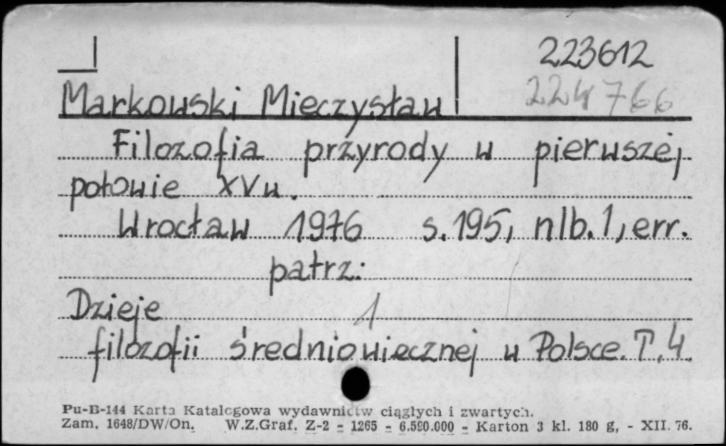 223612
224766
Markowski Mieczysław
Filozofia przyrody w pierwszej
połowie XV w.
Wrocław 1976 s. 195, nlb. 1, err.
patrz:
Dzieje 1
filozofii średniowiecznej w Polsce. T. 4
Pu-B-144 Karta Katalogowa wydawnictw ciągłych i zwartych.
Zam. 1648/DW/On. W.Z.Graf. Z-2 - 1265 - 6.500.000 - Karton 3 kl. 180 g, - XII. 76.